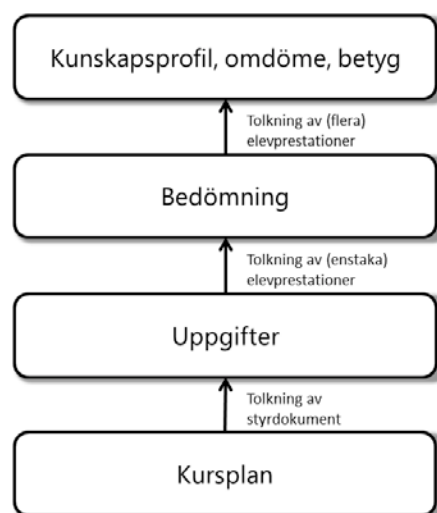 Kunskapsprofil, omdöme, betyg
Tolkning av (flera)
elevprestationer
Bedömning
Tolkning av (enstaka)
elevprestationer
Uppgifter
Tolkning av
styrdokument
Kursplan